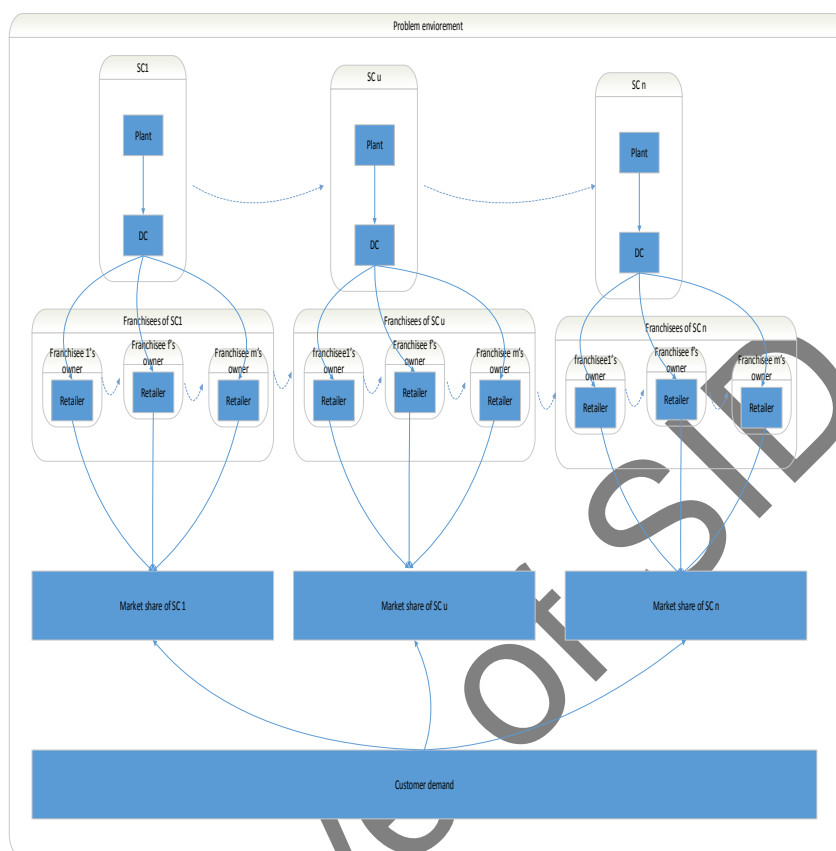 Problem enviorement
SC1
SC u
SC n
Plant
Plant
Plant
DC
DC
DC
Franchisees of SC1
Franchisees of SC u
Franchisees of SC n
Franchisee 1's
owner
Franchisee f's
owner
Franchisee m's
owner
franchisee1's
owner
Franchisee f's
owner
Franchisee m's
owner
franchisee1's
owner
Franchisee f's
owner
Franchisee m's
owner
Retailer
Retailer
Retailer
Retailer
Retailer
Retailer
Retailer
Retailer
Retailer
Market share of SC 1
Market share of SC u
Market share of SC n
Customer demand
of SID